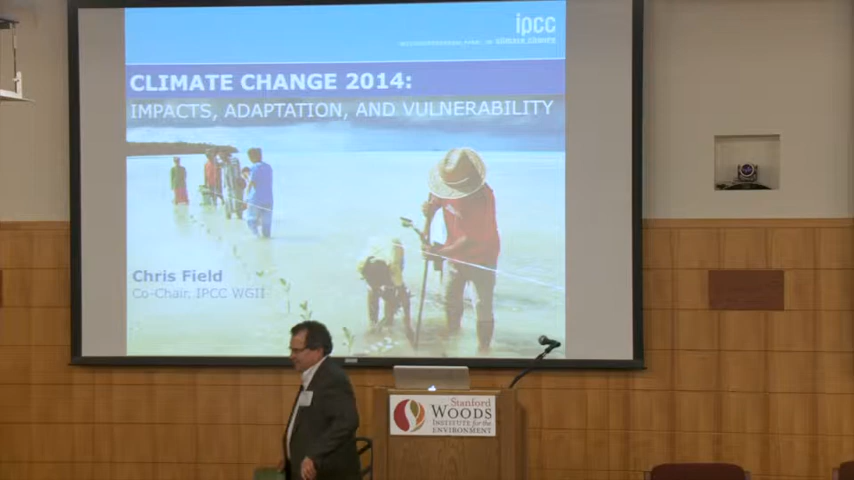 ipcc
CLIMATE CHANGE 2014:
IMPACTS, ADAPTATION, AND VULNERABILITY
Chris Field
Co-Chair, IPCC WGII
Stanford
WOODS
INSTITUTE for the
ENVIRONMENT